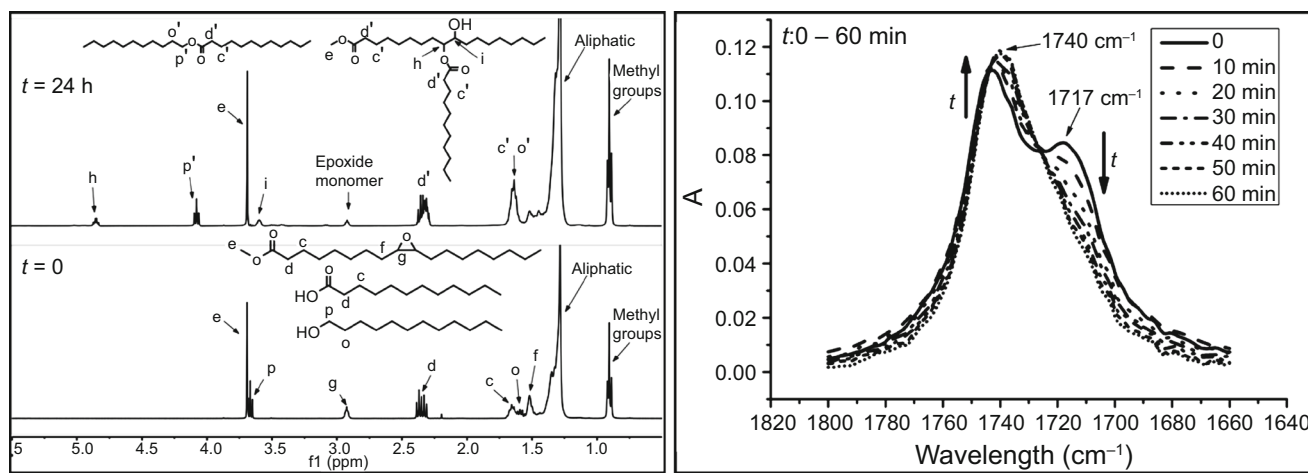 o'
d'
p'
O
c'
t = 24 h
OH
d'
O
O
e
c'
h
i
O
O
d'
c'
Aliphatic
Methyl
groups
e
c'
o'
p'
Epoxide
monomer
d'
h
i
t = 0
e
O
O
c
d
f
O
g
O
HO
c
d
p
HO
o
Aliphatic
Methyl
groups
e
p
g
d
c
o
f
.5
5.0
4.5
4.0
3.5
3.0
2.5
2.0
1.5
1.0
f1 (ppm)
t:0 – 60 min
1740 cm⁻¹
1717 cm⁻¹
t
t
0
10 min
20 min
30 min
40 min
50 min
60 min
A
0.12
0.10
0.08
0.06
0.04
0.02
0.00
1820
1800
1780
1760
1740
1720
1700
1680
1660
1640
Wavelength (cm⁻¹)